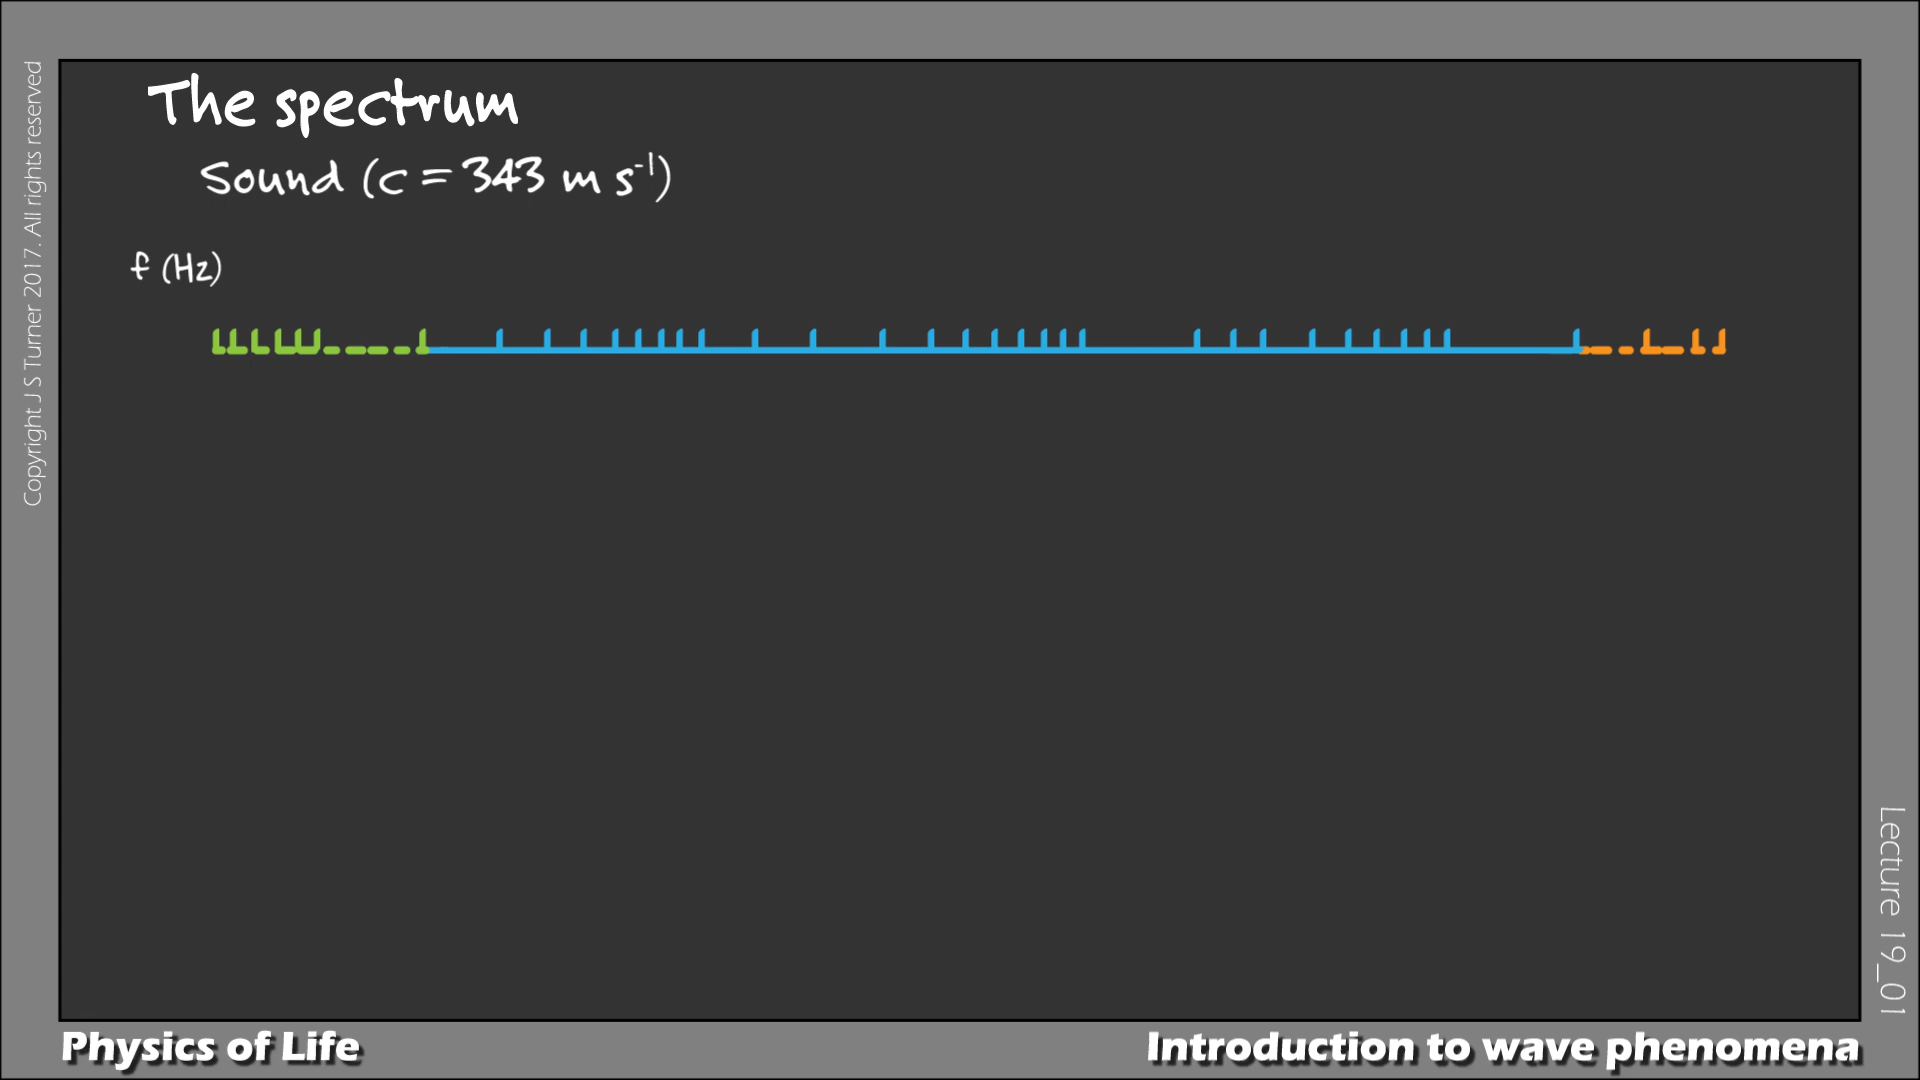 The spectrum
Sound (c = 343 m s⁻¹)
f (Hz)
Copyright J S Turner 2017. All rights reserved
Lecture 19_01
Physics of Life
Introduction to wave phenomena